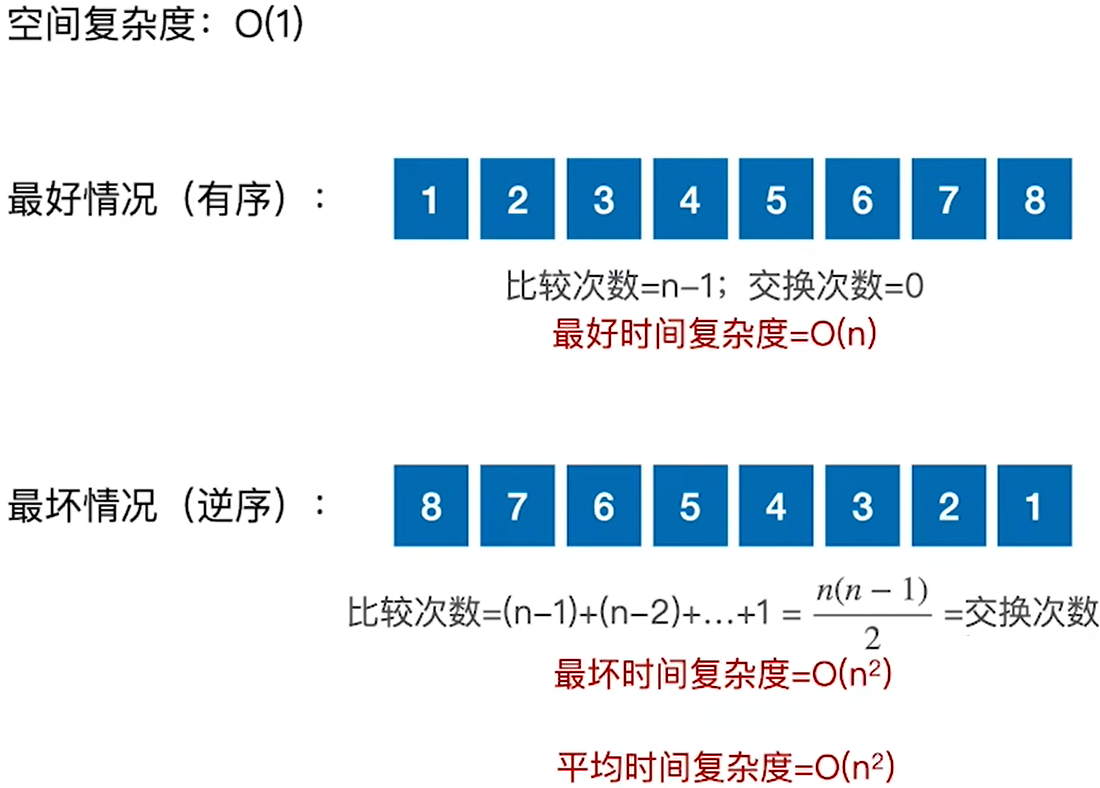 空间复杂度：O(1)
最好情况（有序）： 1 2 3 4 5 6 7 8
比较次数=n-1；交换次数=0
最好时间复杂度=O(n)
最坏情况（逆序）： 8 7 6 5 4 3 2 1
比较次数=(n-1)+(n-2)+…+1 = n(n − 1)/2 =交换次数
最坏时间复杂度=O(n²)
平均时间复杂度=O(n²)